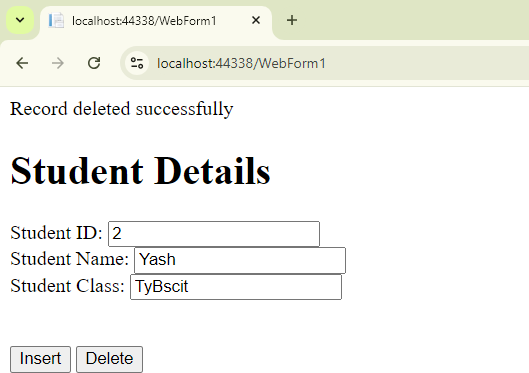 localhost:44338/WebForm1
localhost:44338/WebForm1
Record deleted successfully
Student Details
Student ID: 2
Student Name: Yash
Student Class: TyBscit
Insert Delete